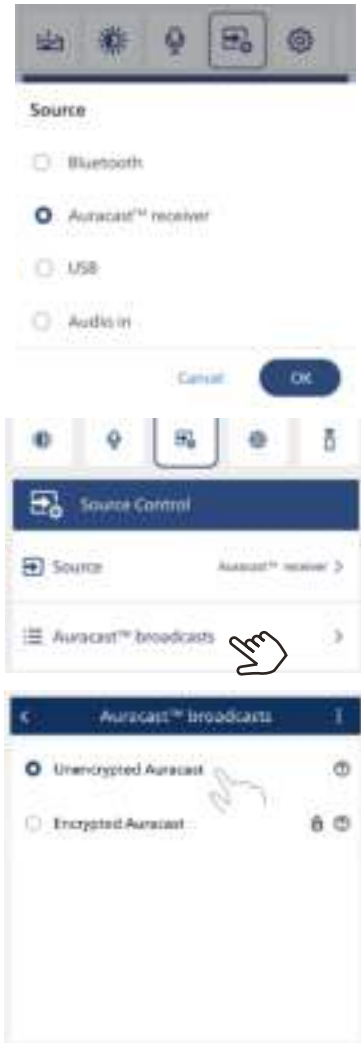 Source
Bluetooth
Auracast™ receiver
USB
Audio in
Cancel OK
Source Control
Source Auracast™ receiver
Auracast™ broadcasts
Auracast™ broadcasts
Unencrypted Auracast
Encrypted Auracast